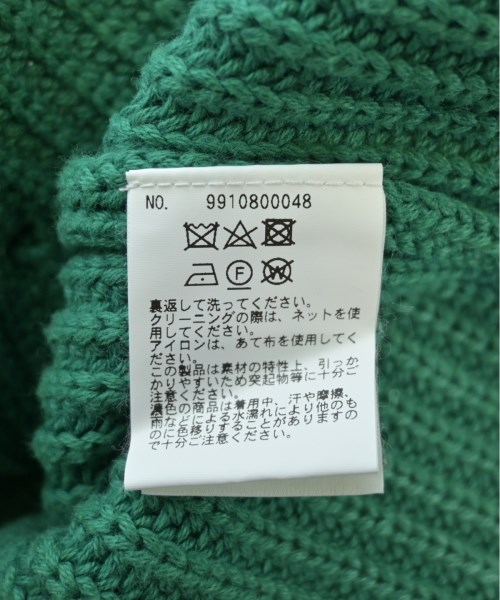 NO. 9910800048
F W
裏返して洗ってください。
クリーニングの際は、ネットを使
用してください。
アイロンは、あて布を使用してく
ださい。
この製品は素材の特性上、引っか
かりやすいため突起物等に十分ご
注意ください。
濃色の商品は着用中、汗や摩擦、
雨などによる水濡れにより他のも
のに色移りすることがありますの
で十分ご注意ください。